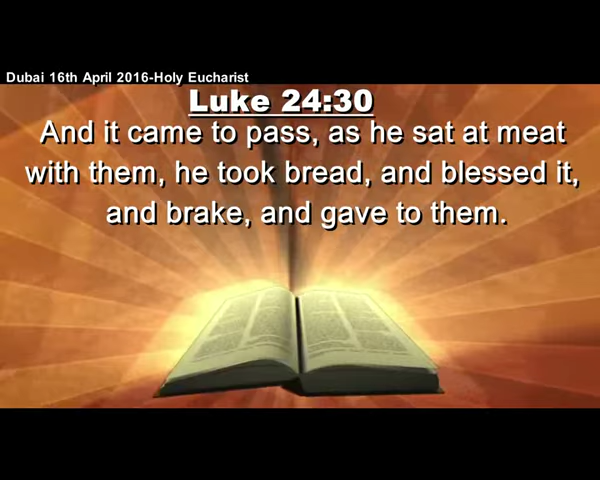 Dubai 16th April 2016-Holy Eucharist
Luke 24:30
And it came to pass, as he sat at meat
with them, he took bread, and blessed it,
and brake, and gave to them.